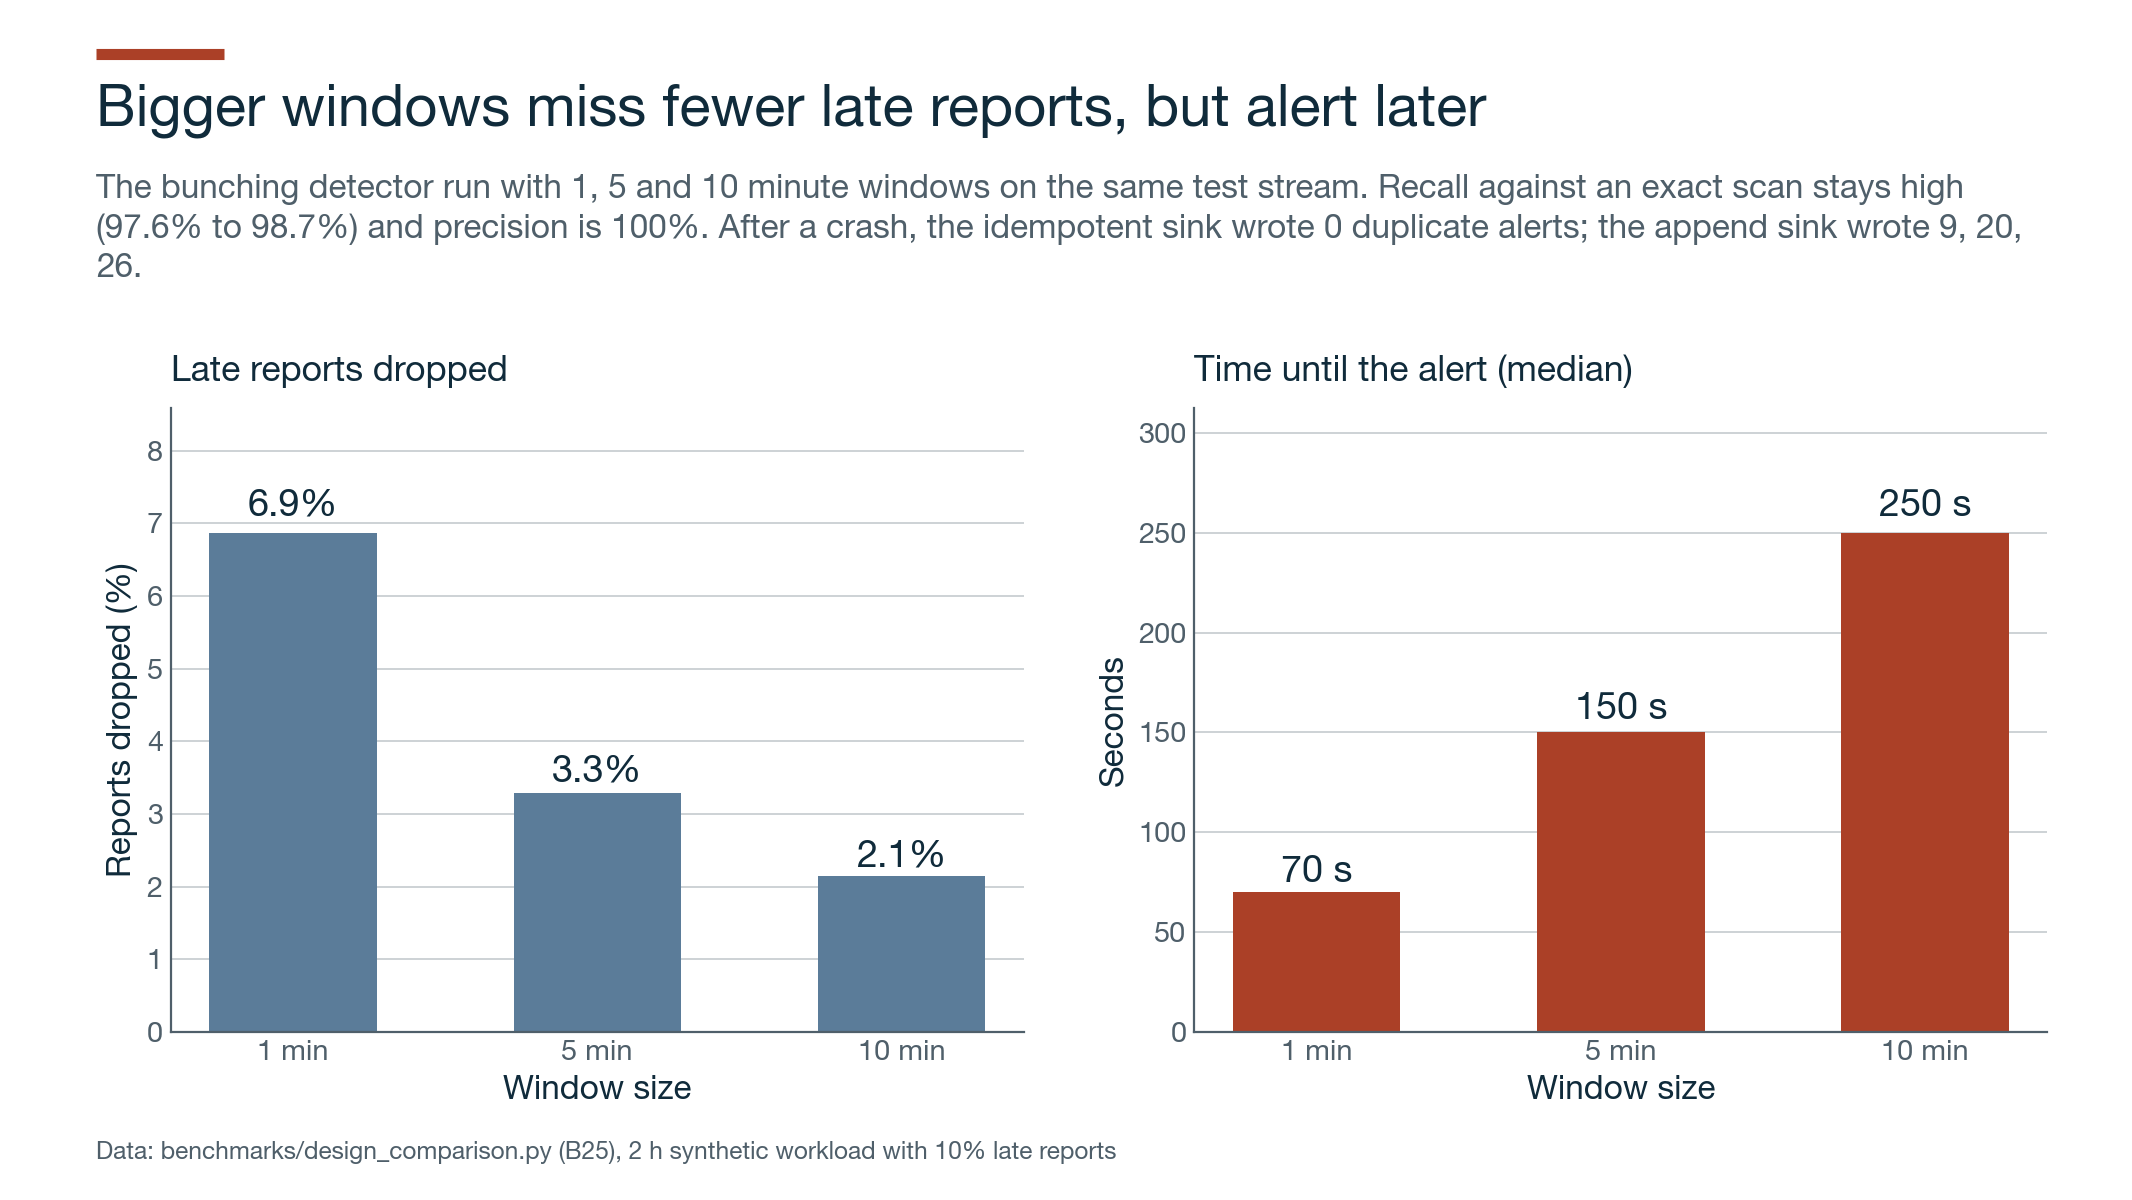 Bigger windows miss fewer late reports, but alert later
The bunching detector run with 1, 5 and 10 minute windows on the same test stream. Recall against an exact scan stays high
(97.6% to 98.7%) and precision is 100%. After a crash, the idempotent sink wrote 0 duplicate alerts; the append sink wrote 9, 20,
26.
Late reports dropped
Reports dropped (%)
8
7
6
5
4
3
2
1
0
6.9%
3.3%
2.1%
1 min
5 min
10 min
Window size
Time until the alert (median)
Seconds
300
250
200
150
100
50
0
70 s
150 s
250 s
1 min
5 min
10 min
Window size
Data: benchmarks/design_comparison.py (B25), 2 h synthetic workload with 10% late reports